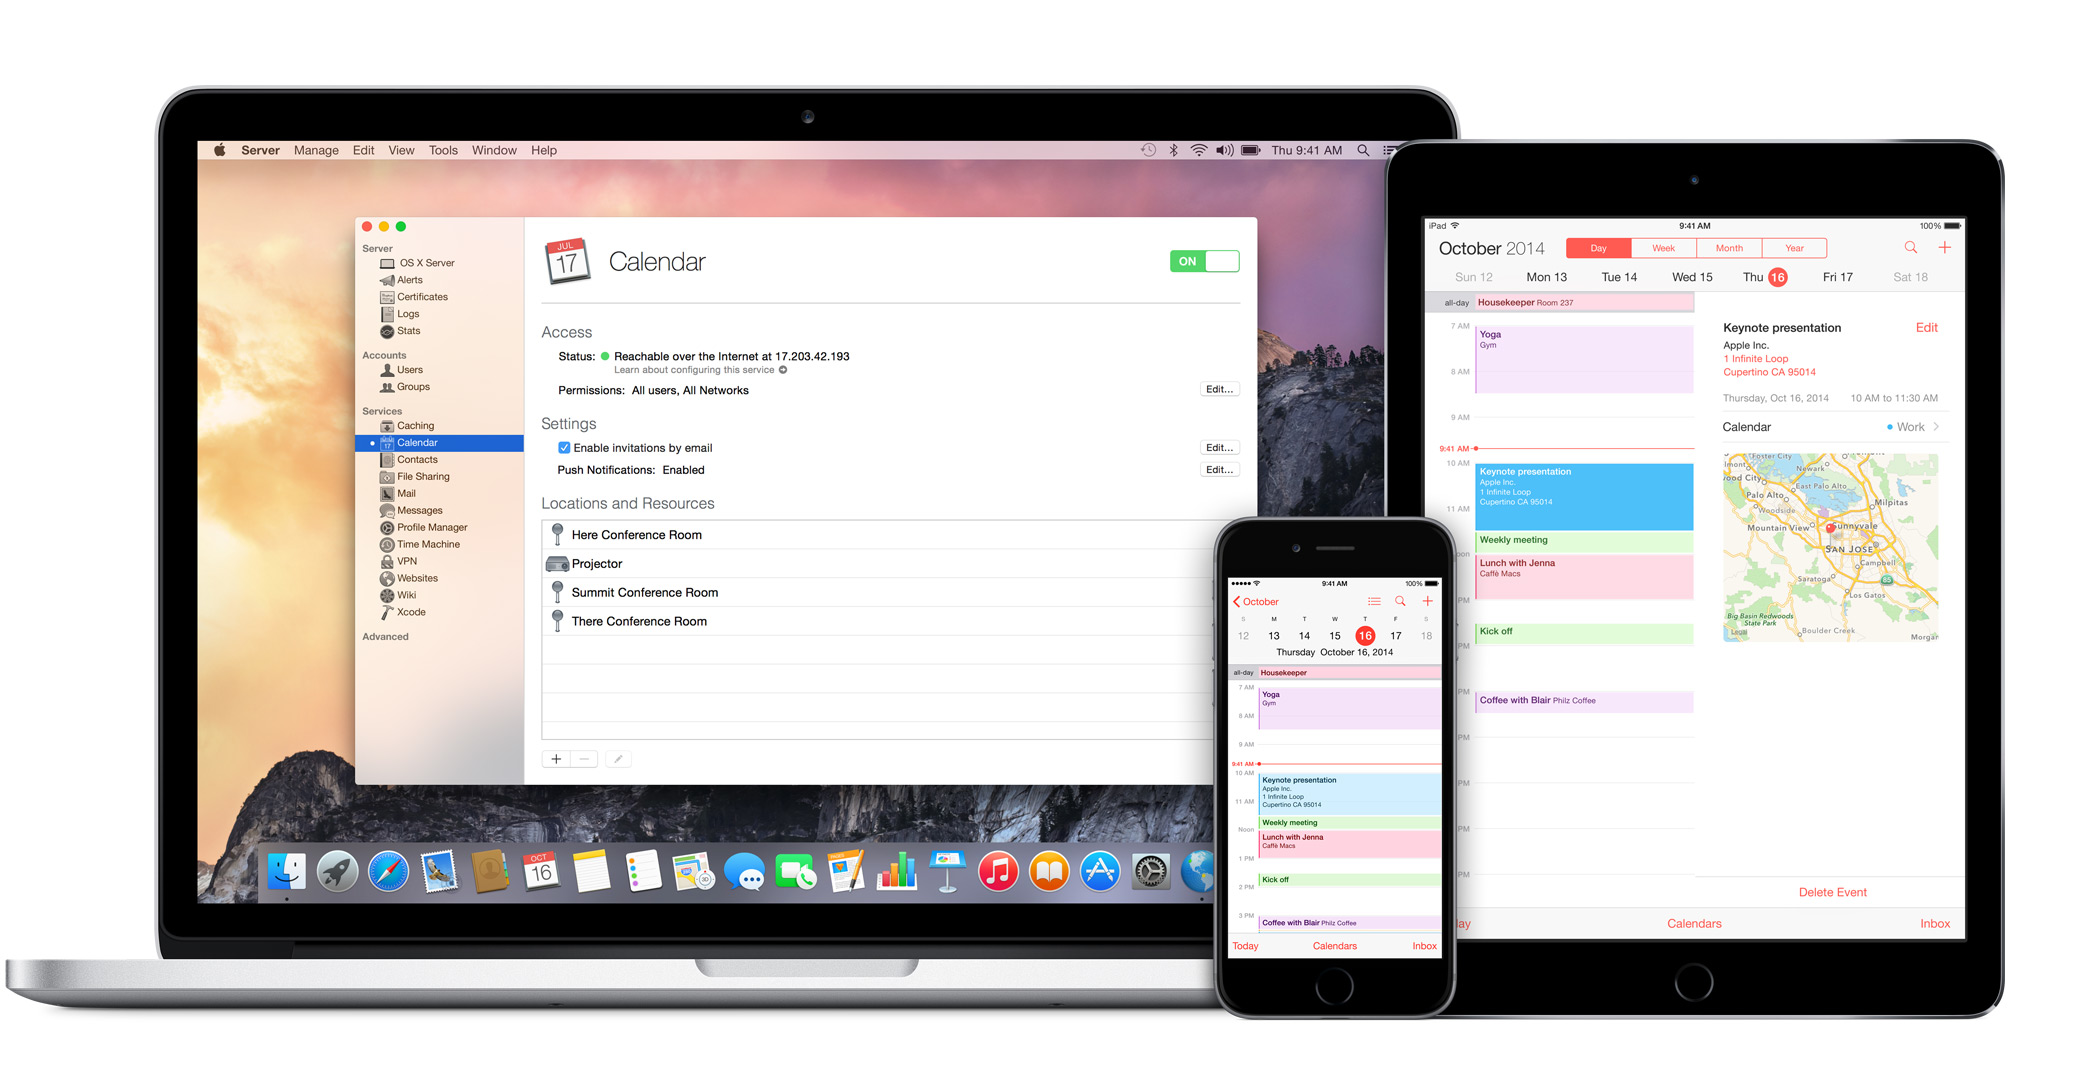 Server Manage Edit View Tools Window Help
Thu 9:41 AM
Server
OS X Server
Alerts
Certificates
Logs
Stats
Accounts
Users
Groups
Services
Caching
Calendar
Contacts
File Sharing
Mail
Messages
Profile Manager
Time Machine
VPN
Websites
Wiki
Xcode
Advanced
JUL
17
Calendar
ON
Access
Status: Reachable over the Internet at 17.203.42.193
Learn about configuring this service
Permissions: All users, All Networks
Edit...
Settings
Enable invitations by email
Edit...
Push Notifications: Enabled
Edit...
Locations and Resources
Here Conference Room
Projector
Summit Conference Room
There Conference Room
OCT
16
9:41 AM
100%
October
S M T W T F S
12 13 14 15 16 17 18
Thursday October 16, 2014
all-day Housekeeper
7 AM
Yoga
Gym
8 AM
9 AM
9:41 AM
10 AM
Keynote presentation
Apple Inc.
1 Infinite Loop
11 AM
Cupertino CA 95014
Weekly meeting
Noon
Lunch with Jenna
Caffè Macs
1 PM
Kick off
2 PM
3 PM
Coffee with Blair Philz Coffee
Today Calendars Inbox
iPad
9:41 AM
100%
October 2014
Day Week Month Year
Sun 12 Mon 13 Tue 14 Wed 15 Thu 16 Fri 17 Sat 18
all-day Housekeeper Room 237
7 AM
Yoga
Gym
8 AM
9 AM
9:41 AM
10 AM
Keynote presentation
Apple Inc.
1 Infinite Loop
Cupertino CA 95014
11 AM
Weekly meeting
oon
Lunch with Jenna
Caffè Macs
PM
Kick off
PM
PM
Coffee with Blair Philz Coffee
PM
PM
PM
PM
Keynote presentation
Edit
Apple Inc.
1 Infinite Loop
Cupertino CA 95014
Thursday, Oct 16, 2014 10 AM to 11:30 AM
Calendar
Work
Foster City
Newark
East Palo Alto
Palo Alto
Milpitas
Woodside
Mountain View
unnyvale
SAN JOSE
Campbell
Saratoga
85
Los Gatos
Big Basin Redwoods
State Park
Legal
Boulder Creek
Morgan
Delete Event
ay Calendars Inbox